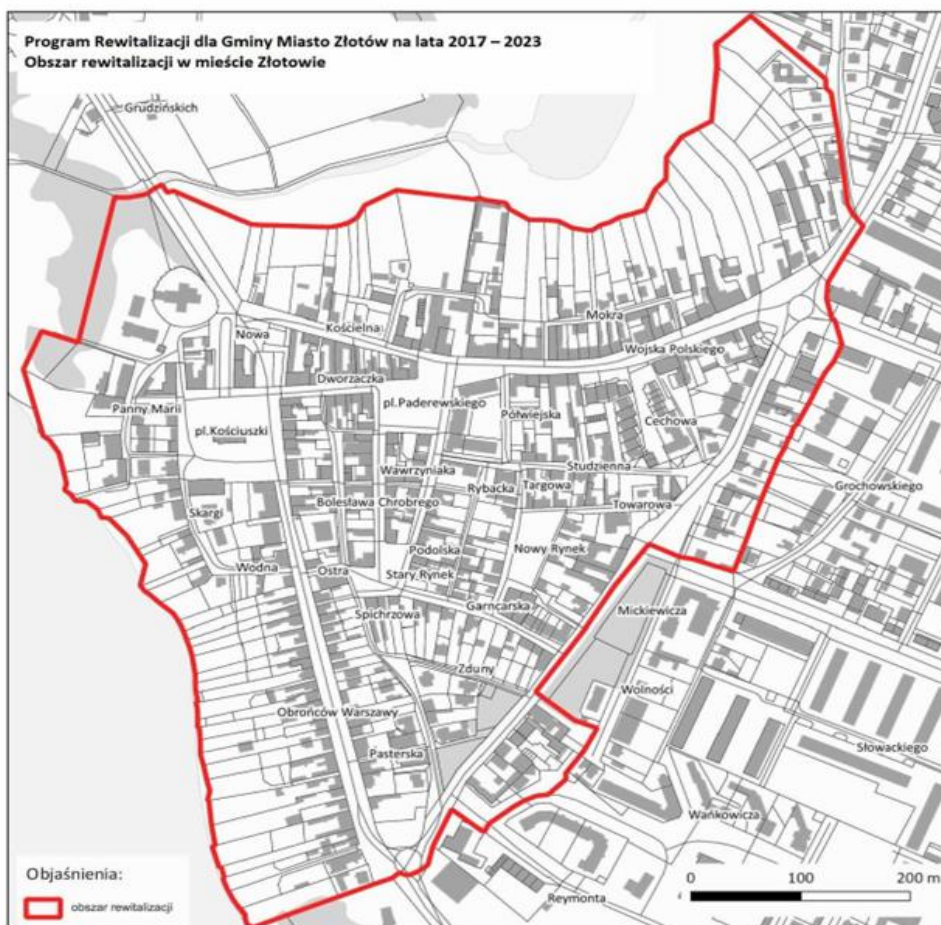 Program Rewitalizacji dla Gminy Miasto Złotów na lata 2017 – 2023
Obszar rewitalizacji w mieście Złotowie
Grudzińskich
Mokra
Kościelna
Nowa
Wojska Polskiego
Dworzaczka
pl.Paderewskiego
Panny Marii
Półwiejska
Cechowa
pl.Kościuszki
Wawrzyniaka
Studzienna
Rybacka
Targowa
Grochowskiego
Bolesława Chrobrego
Towarowa
Skargi
Podolska
Nowy Rynek
Wodna
Ostra
Stary Rynek
Garncarska
Mickiewicza
Spichrzowa
Zduny
Wolności
Obrońców Warszawy
Słowackiego
Pasterska
Wańkowicza
Objaśnienia:
obszar rewitalizacji
0 100 200 m
Reymonta